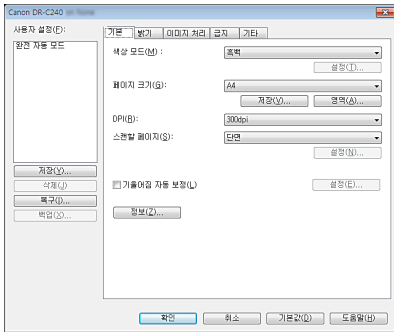 Canon DR-C240 on Home
사용자 설정(F):
완전 자동 모드
저장(Y)...
삭제(J)
복구(I)...
백업(X)...
기본 밝기 이미지 처리 급지 기타
색상 모드(M) : 흑백
설정(T)...
페이지 크기(G): A4
저장(V)... 영역(A)...
DPI(R): 300dpi
스캔할 페이지(S): 단면
설정(N)...
기울어짐 자동 보정(L) 설정(E)...
정보(Z)...
확인 취소 기본값(D) 도움말(H)